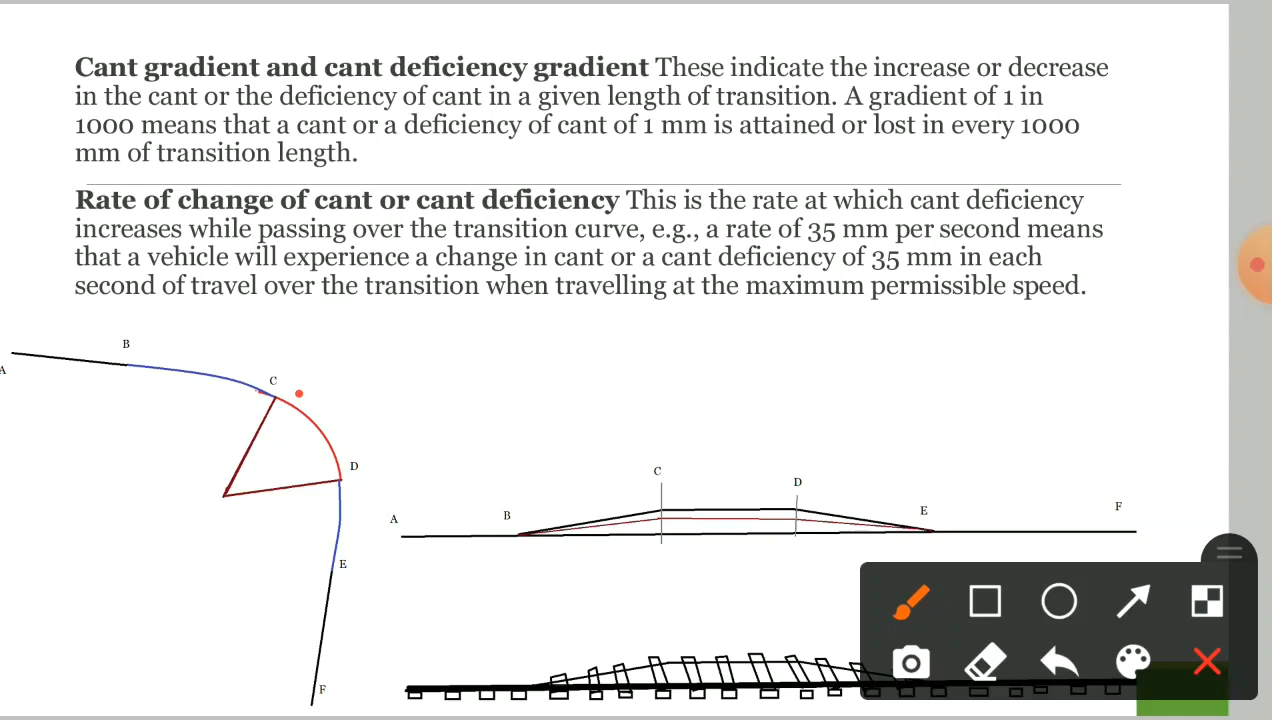 Cant gradient and cant deficiency gradient These indicate the increase or decrease
in the cant or the deficiency of cant in a given length of transition. A gradient of 1 in
1000 means that a cant or a deficiency of cant of 1 mm is attained or lost in every 1000
mm of transition length.
Rate of change of cant or cant deficiency This is the rate at which cant deficiency
increases while passing over the transition curve, e.g., a rate of 35 mm per second means
that a vehicle will experience a change in cant or a cant deficiency of 35 mm in each
second of travel over the transition when travelling at the maximum permissible speed.
B
A
C
D
E
F
C
D
A
B
E
F